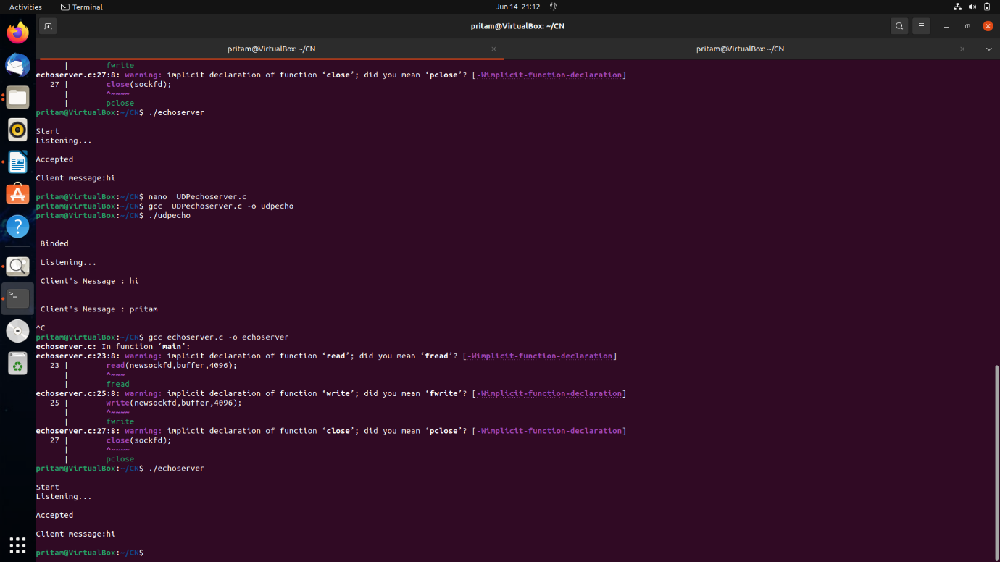 Activities
Terminal
Jun 14 21:12
pritam@VirtualBox: ~/CN
pritam@VirtualBox: ~/CN
pritam@VirtualBox: ~/CN
| fwrite
echoserver.c:27:8: warning: implicit declaration of function ‘close’; did you mean ‘pclose’? [-Wimplicit-function-declaration]
27 | close(sockfd);
| ^~~~~
| pclose
pritam@VirtualBox:~/CN$ ./echoserver
Start
Listening...
Accepted
Client message:hi
pritam@VirtualBox:~/CN$ nano  UDPechoserver.c
pritam@VirtualBox:~/CN$ gcc  UDPechoserver.c -o udpecho
pritam@VirtualBox:~/CN$ ./udpecho
Binded
Listening...
Client's Message : hi
Client's Message : pritam
^C
pritam@VirtualBox:~/CN$ gcc echoserver.c -o echoserver
echoserver.c: In function ‘main’:
echoserver.c:23:8: warning: implicit declaration of function ‘read’; did you mean ‘fread’? [-Wimplicit-function-declaration]
23 | read(newsockfd,buffer,4096);
| ^~~~
| fread
echoserver.c:25:8: warning: implicit declaration of function ‘write’; did you mean ‘fwrite’? [-Wimplicit-function-declaration]
25 | write(newsockfd,buffer,4096);
| ^~~~~
| fwrite
echoserver.c:27:8: warning: implicit declaration of function ‘close’; did you mean ‘pclose’? [-Wimplicit-function-declaration]
27 | close(sockfd);
| ^~~~~
| pclose
pritam@VirtualBox:~/CN$ ./echoserver
Start
Listening...
Accepted
Client message:hi
pritam@VirtualBox:~/CN$